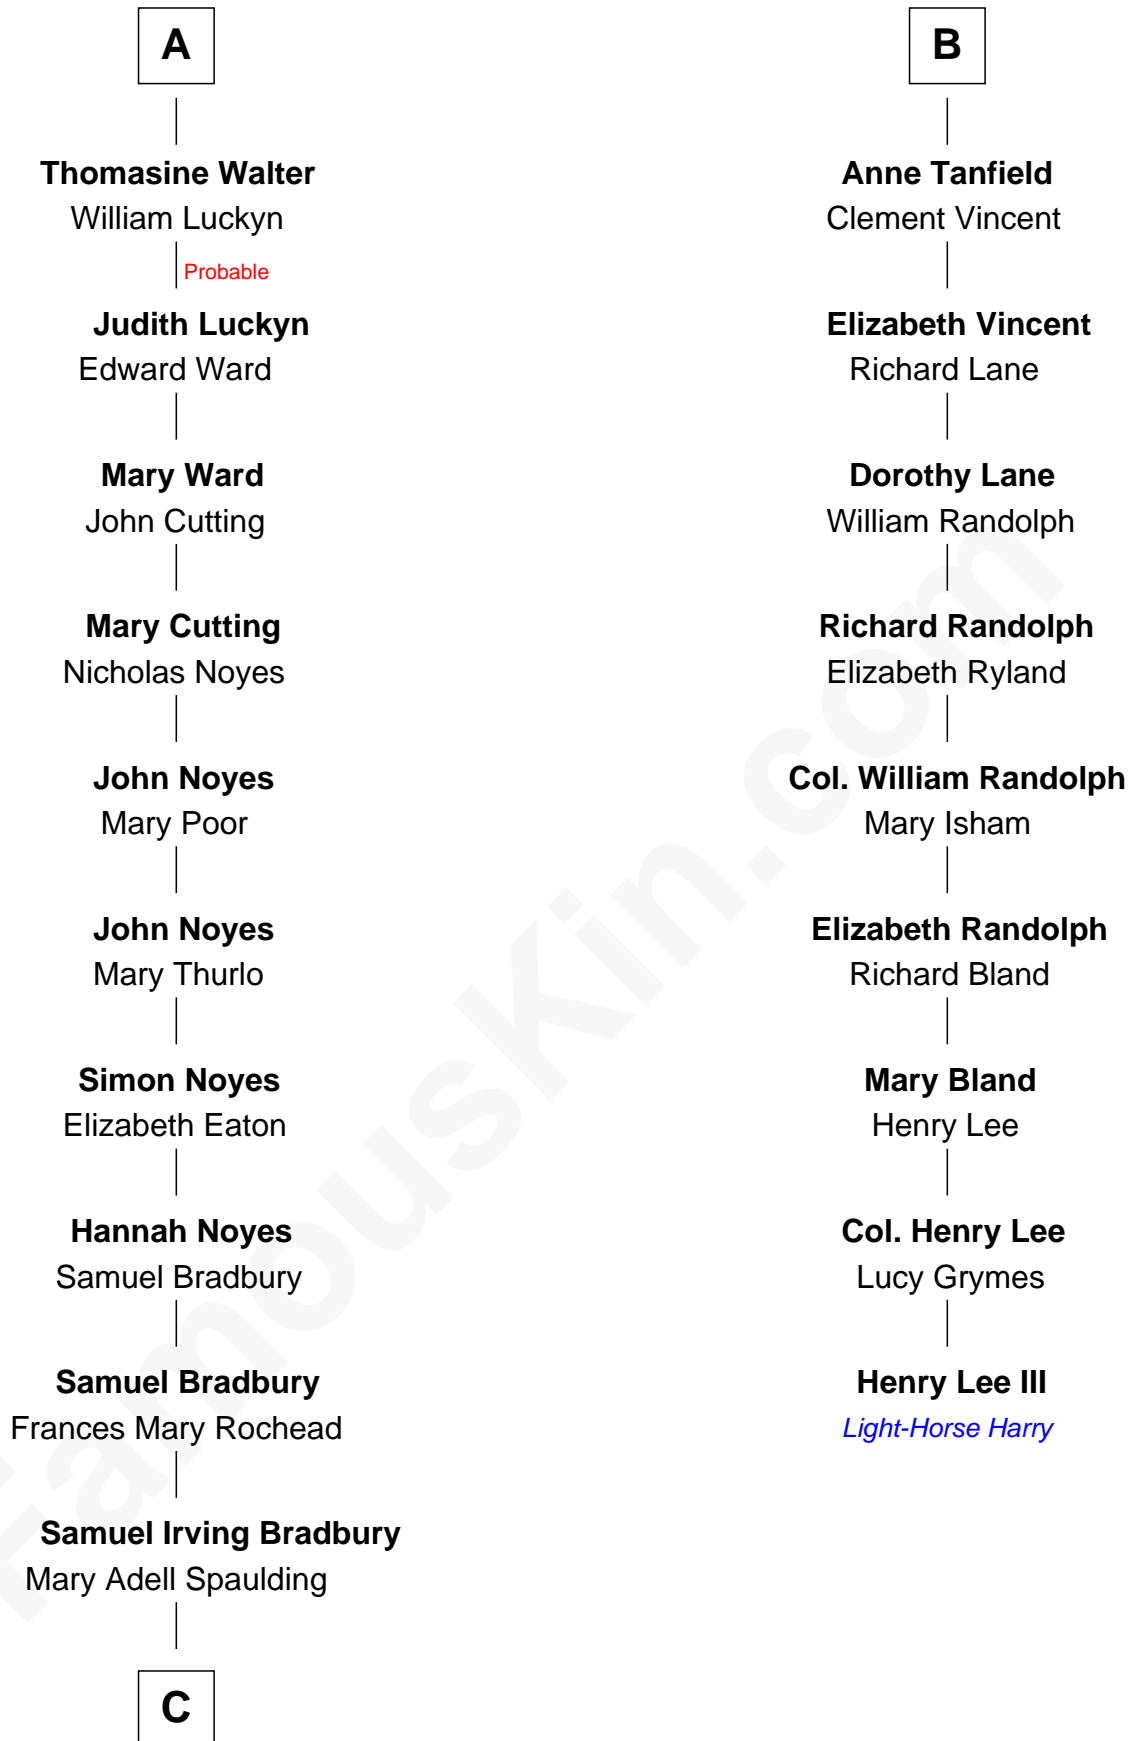 A
Thomasine Walter
William Luckyn
Probable
Judith Luckyn
Edward Ward
Mary Ward
John Cutting
Mary Cutting
Nicholas Noyes
John Noyes
Mary Poor
John Noyes
Mary Thurlo
Simon Noyes
Elizabeth Eaton
Hannah Noyes
Samuel Bradbury
Samuel Bradbury
Frances Mary Rochead
Samuel Irving Bradbury
Mary Adell Spaulding
C
B
Anne Tanfield
Clement Vincent
Elizabeth Vincent
Richard Lane
Dorothy Lane
William Randolph
Richard Randolph
Elizabeth Ryland
Col. William Randolph
Mary Isham
Elizabeth Randolph
Richard Bland
Mary Bland
Henry Lee
Col. Henry Lee
Lucy Grymes
Henry Lee III
Light-Horse Harry
FamousKin.com